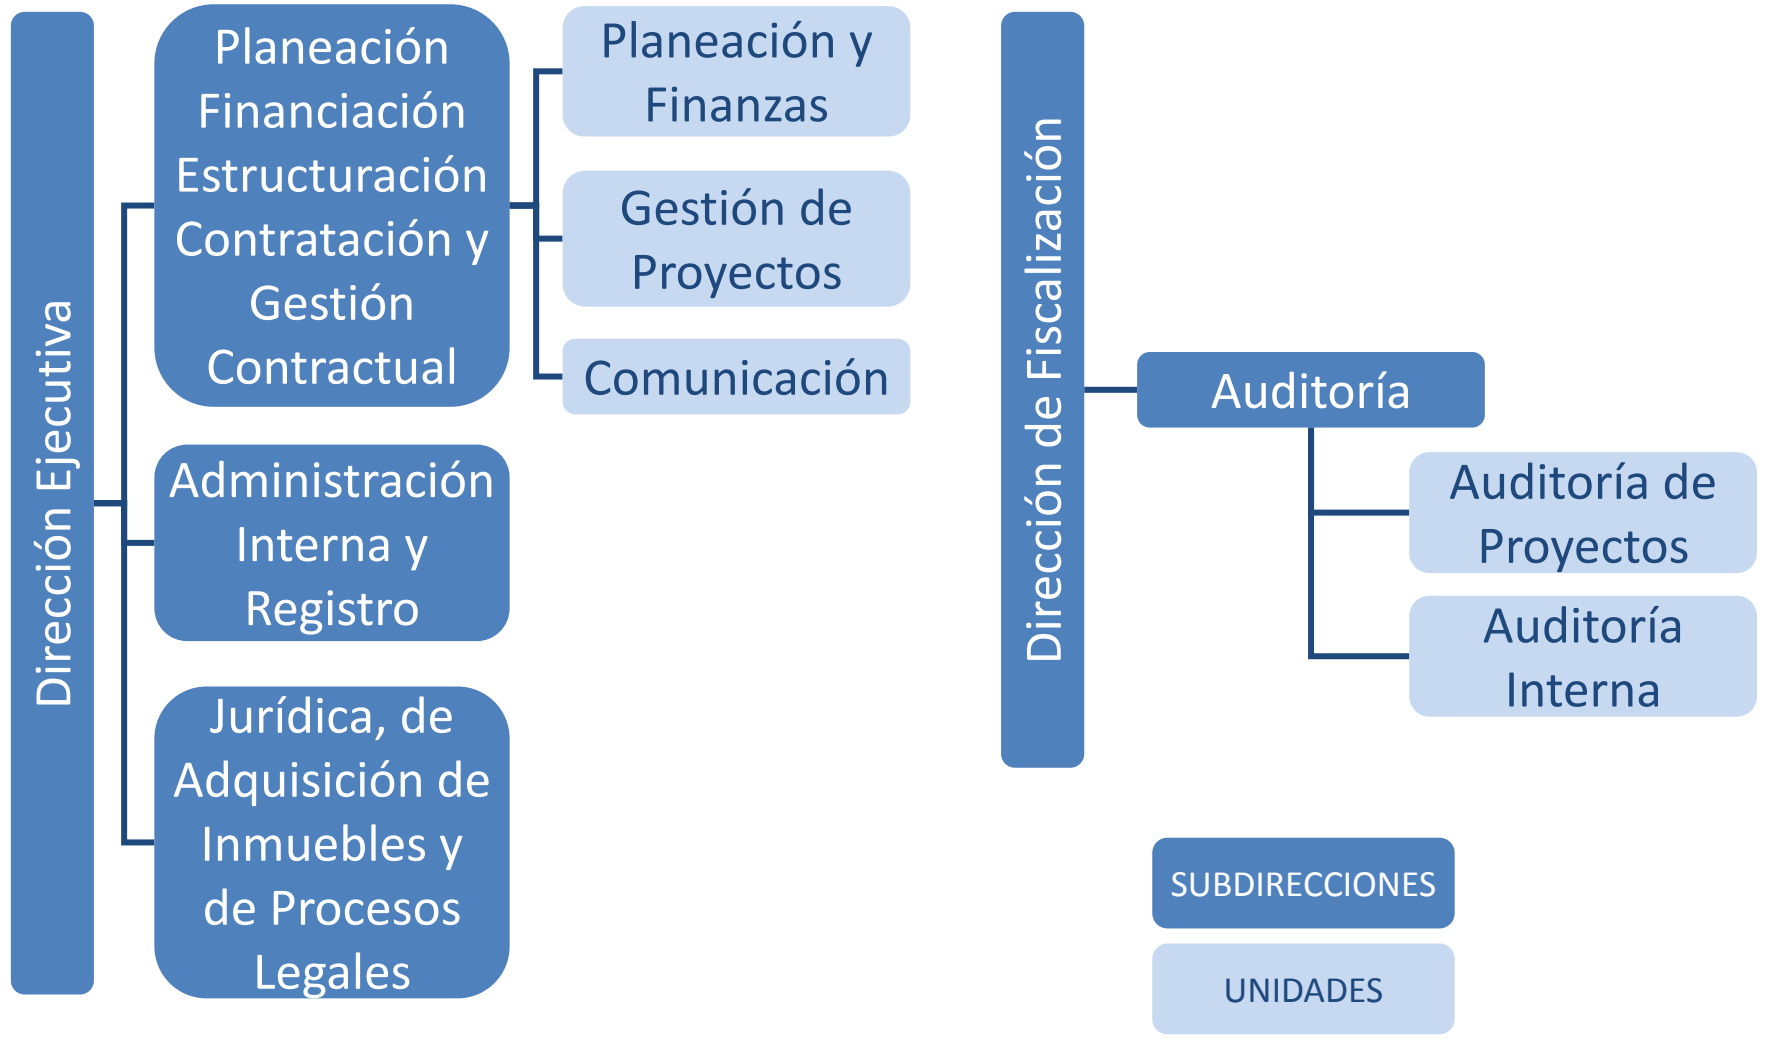 Dirección Ejecutiva
Planeación
Financiación
Estructuración
Contratación y
Gestión
Contractual
Administración
Interna y
Registro
Jurídica, de
Adquisición de
Inmuebles y
de Procesos
Legales
Planeación y
Finanzas
Gestión de
Proyectos
Comunicación
Dirección de Fiscalización
Auditoría
Auditoría de
Proyectos
Auditoría
Interna
SUBDIRECCIONES
UNIDADES